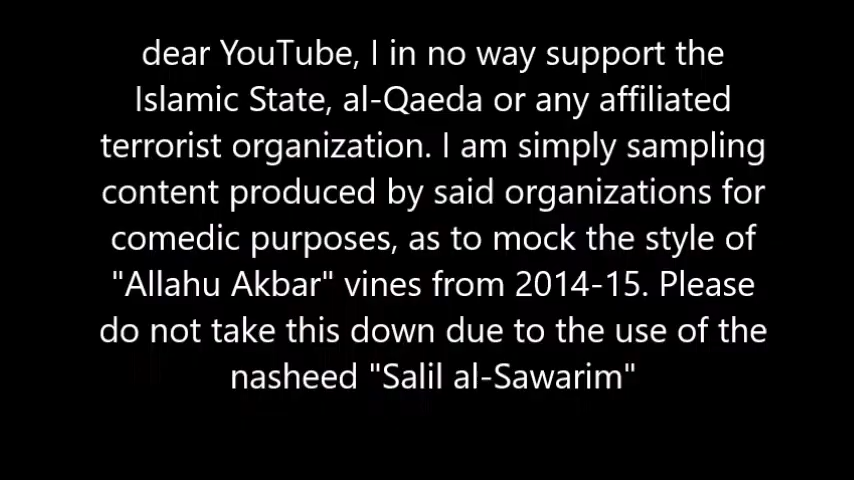 dear YouTube, I in no way support the
Islamic State, al-Qaeda or any affiliated
terrorist organization. I am simply sampling
content produced by said organizations for
comedic purposes, as to mock the style of
"Allahu Akbar" vines from 2014-15. Please
do not take this down due to the use of the
nasheed "Salil al-Sawarim"